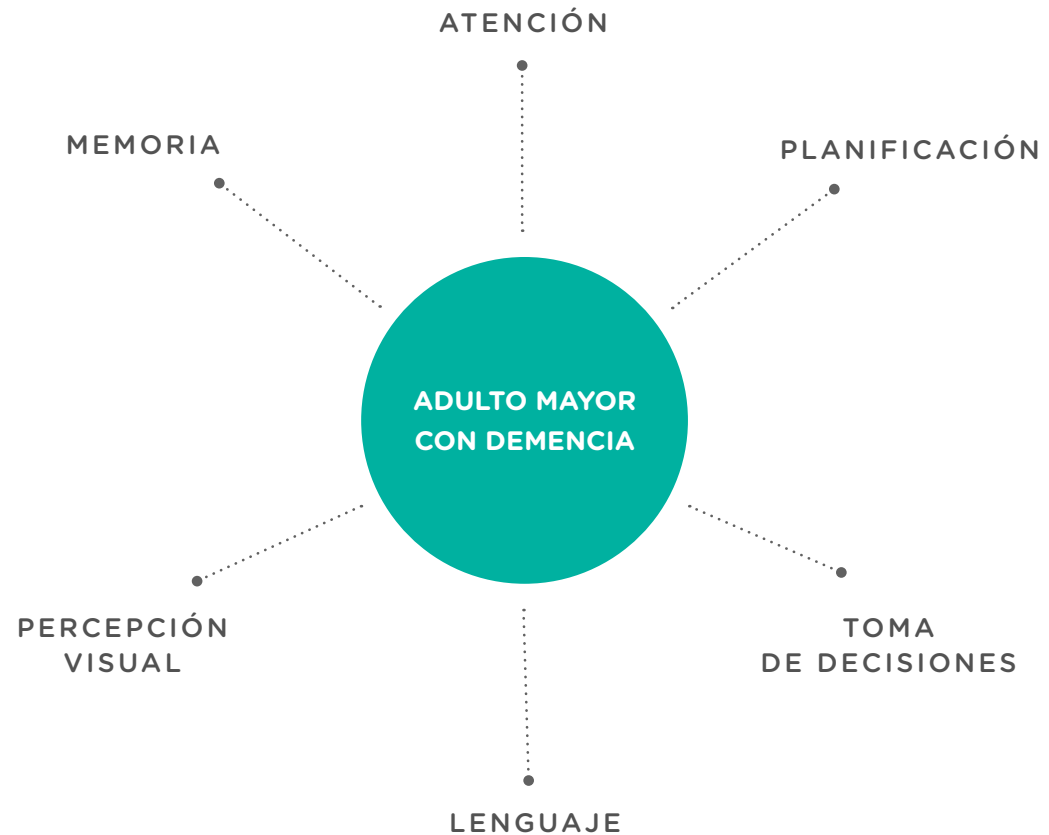 ATENCIÓN
MEMORIA
PLANIFICACIÓN
ADULTO MAYOR
CON DEMENCIA
PERCEPCIÓN
VISUAL
TOMA
DE DECISIONES
LENGUAJE